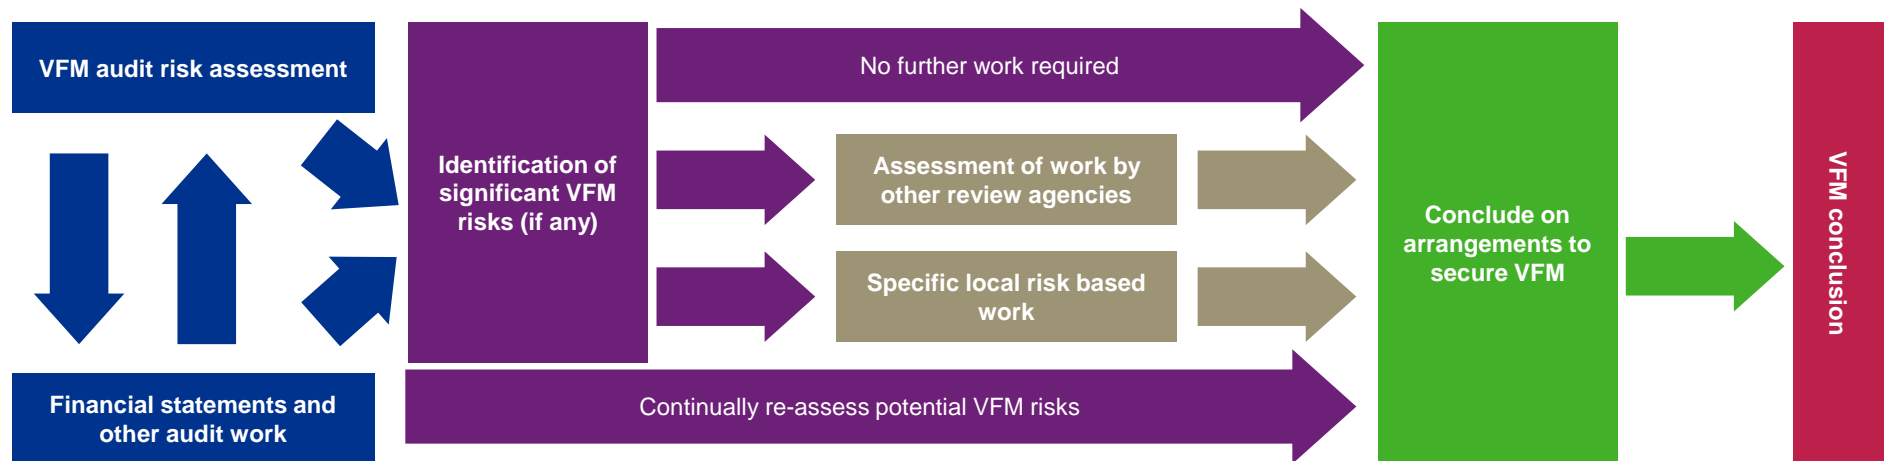 VFM audit risk assessment
Financial statements and
other audit work
Identification of
significant VFM
risks (if any)
No further work required
Assessment of work by
other review agencies
Specific local risk based
work
Continually re-assess potential VFM risks
Conclude on
arrangements to
secure VFM
VFM conclusion